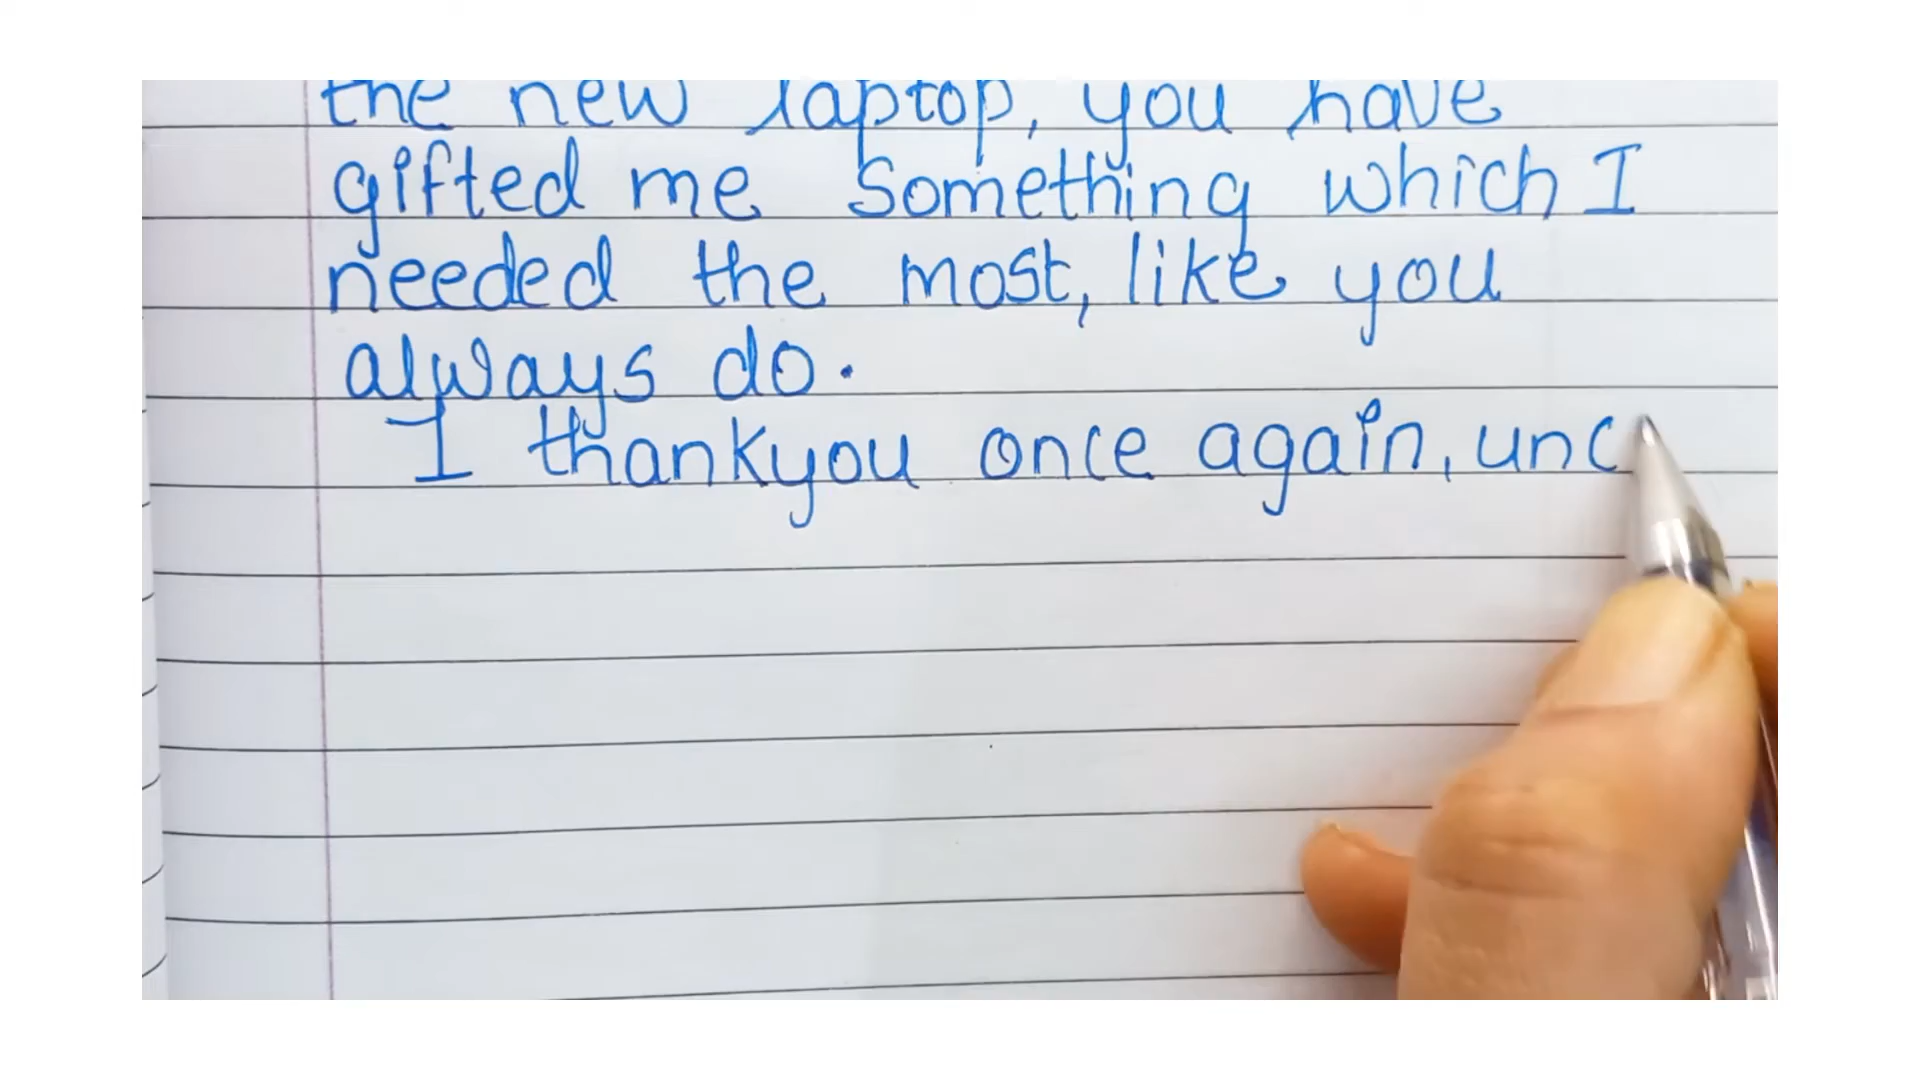 the new laptop, you have
gifted me Something which I
needed the most, like you
always do.
I thankyou once again, unc